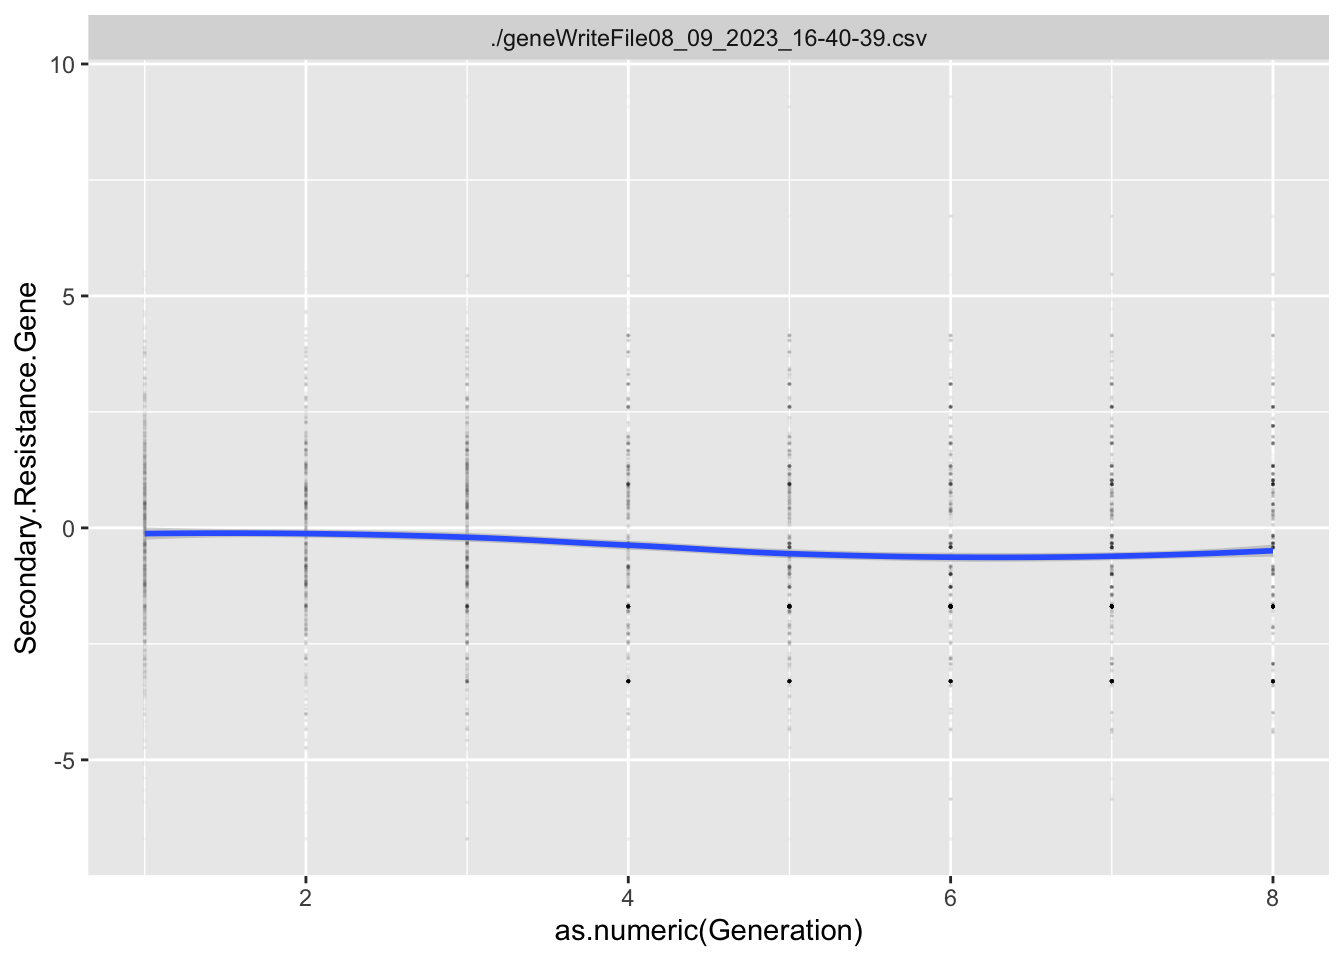 ./geneWriteFile08_09_2023_16-40-39.csv
10
5
0
-5
Secondary.Resistance.Gene
2
4
6
8
as.numeric(Generation)